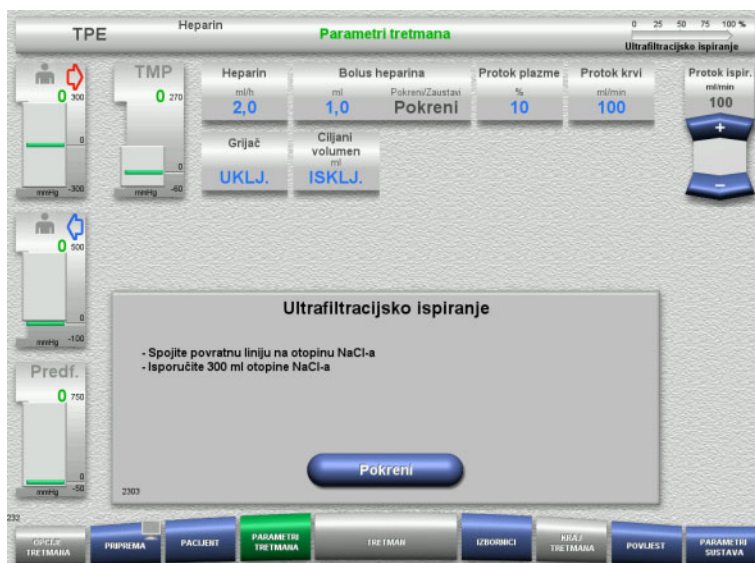 TPE
Heparin
Parametri tretmana
0 25 50 75 100 %
Ultrafiltracijsko ispiranje
0 300
0
mmHg -300
TMP
0 270
0
mmHg -60
Heparin
ml/h
2,0
Bolus heparina
ml Pokreni/Zaustavi
1,0 Pokreni
Protok plazme
%
10
Protok krvi
ml/min
100
Protok ispir.
ml/min
100
+
−
Grijač
UKLJ.
Ciljani
volumen
ml
ISKLJ.
0 500
0
mmHg -100
Predf.
0 750
0
mmHg -50
Ultrafiltracijsko ispiranje
- Spojite povratnu liniju na otopinu NaCl-a
- Isporučite 300 ml otopine NaCl-a
Pokreni
2303
232
OPCIJE
TRETMANA
PRIPREMA
PACIJENT
PARAMETRI
TRETMANA
TRETMAN
IZBORNICI
KRAJ
TRETMANA
POVIJEST
PARAMETRI
SUSTAVA